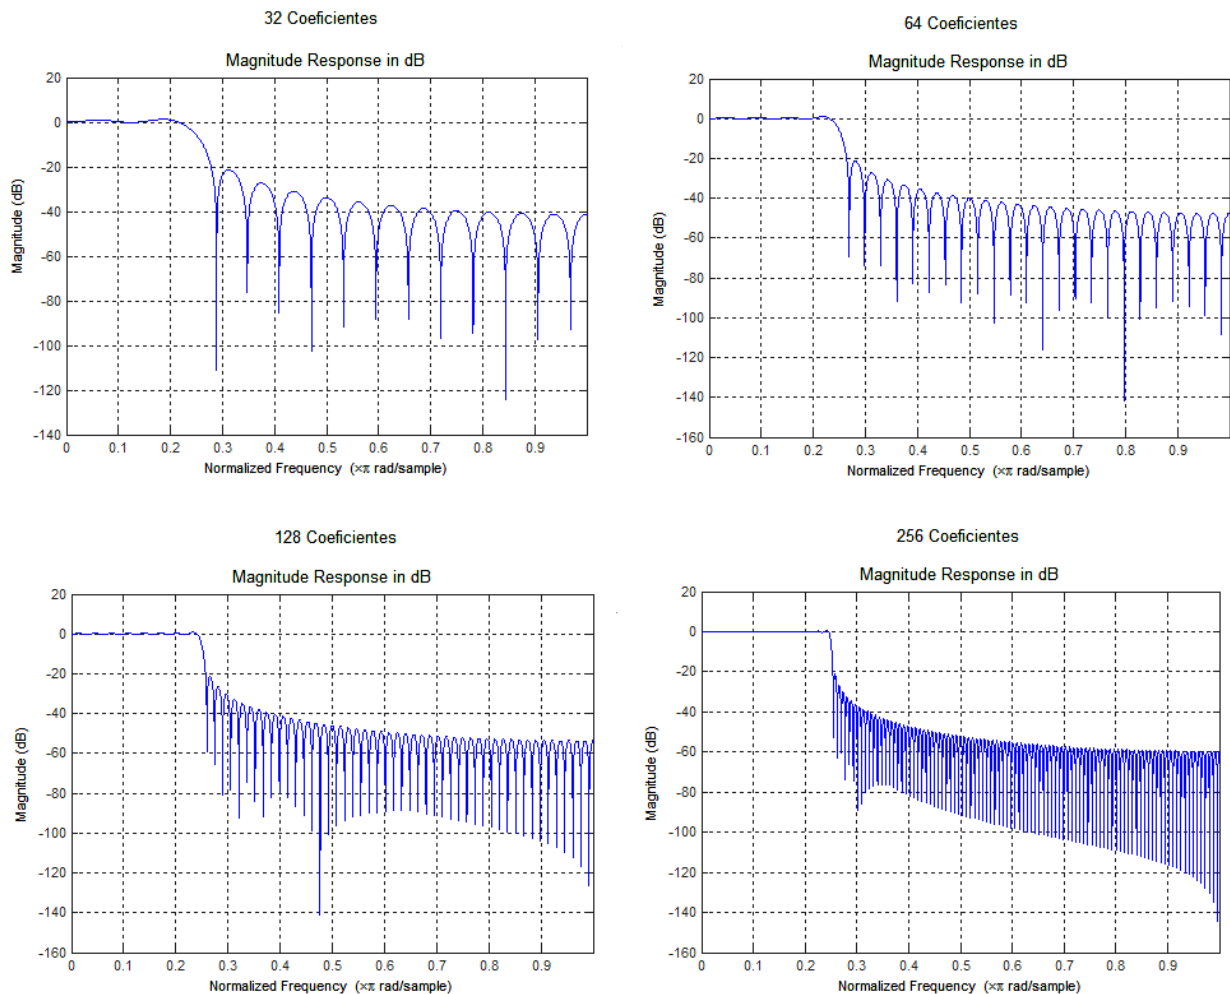 32 Coeficientes
Magnitude Response in dB
20
0
-20
-40
-60
-80
-100
-120
-140
Magnitude (dB)
0 0.1 0.2 0.3 0.4 0.5 0.6 0.7 0.8 0.9
Normalized Frequency (×π rad/sample)
64 Coeficientes
Magnitude Response in dB
20
0
-20
-40
-60
-80
-100
-120
-140
-160
Magnitude (dB)
0 0.1 0.2 0.3 0.4 0.5 0.6 0.7 0.8 0.9
Normalized Frequency (×π rad/sample)
128 Coeficientes
Magnitude Response in dB
20
0
-20
-40
-60
-80
-100
-120
-140
-160
Magnitude (dB)
0 0.1 0.2 0.3 0.4 0.5 0.6 0.7 0.8 0.9
Normalized Frequency (×π rad/sample)
256 Coeficientes
Magnitude Response in dB
20
0
-20
-40
-60
-80
-100
-120
-140
-160
Magnitude (dB)
0 0.1 0.2 0.3 0.4 0.5 0.6 0.7 0.8 0.9
Normalized Frequency (×π rad/sample)